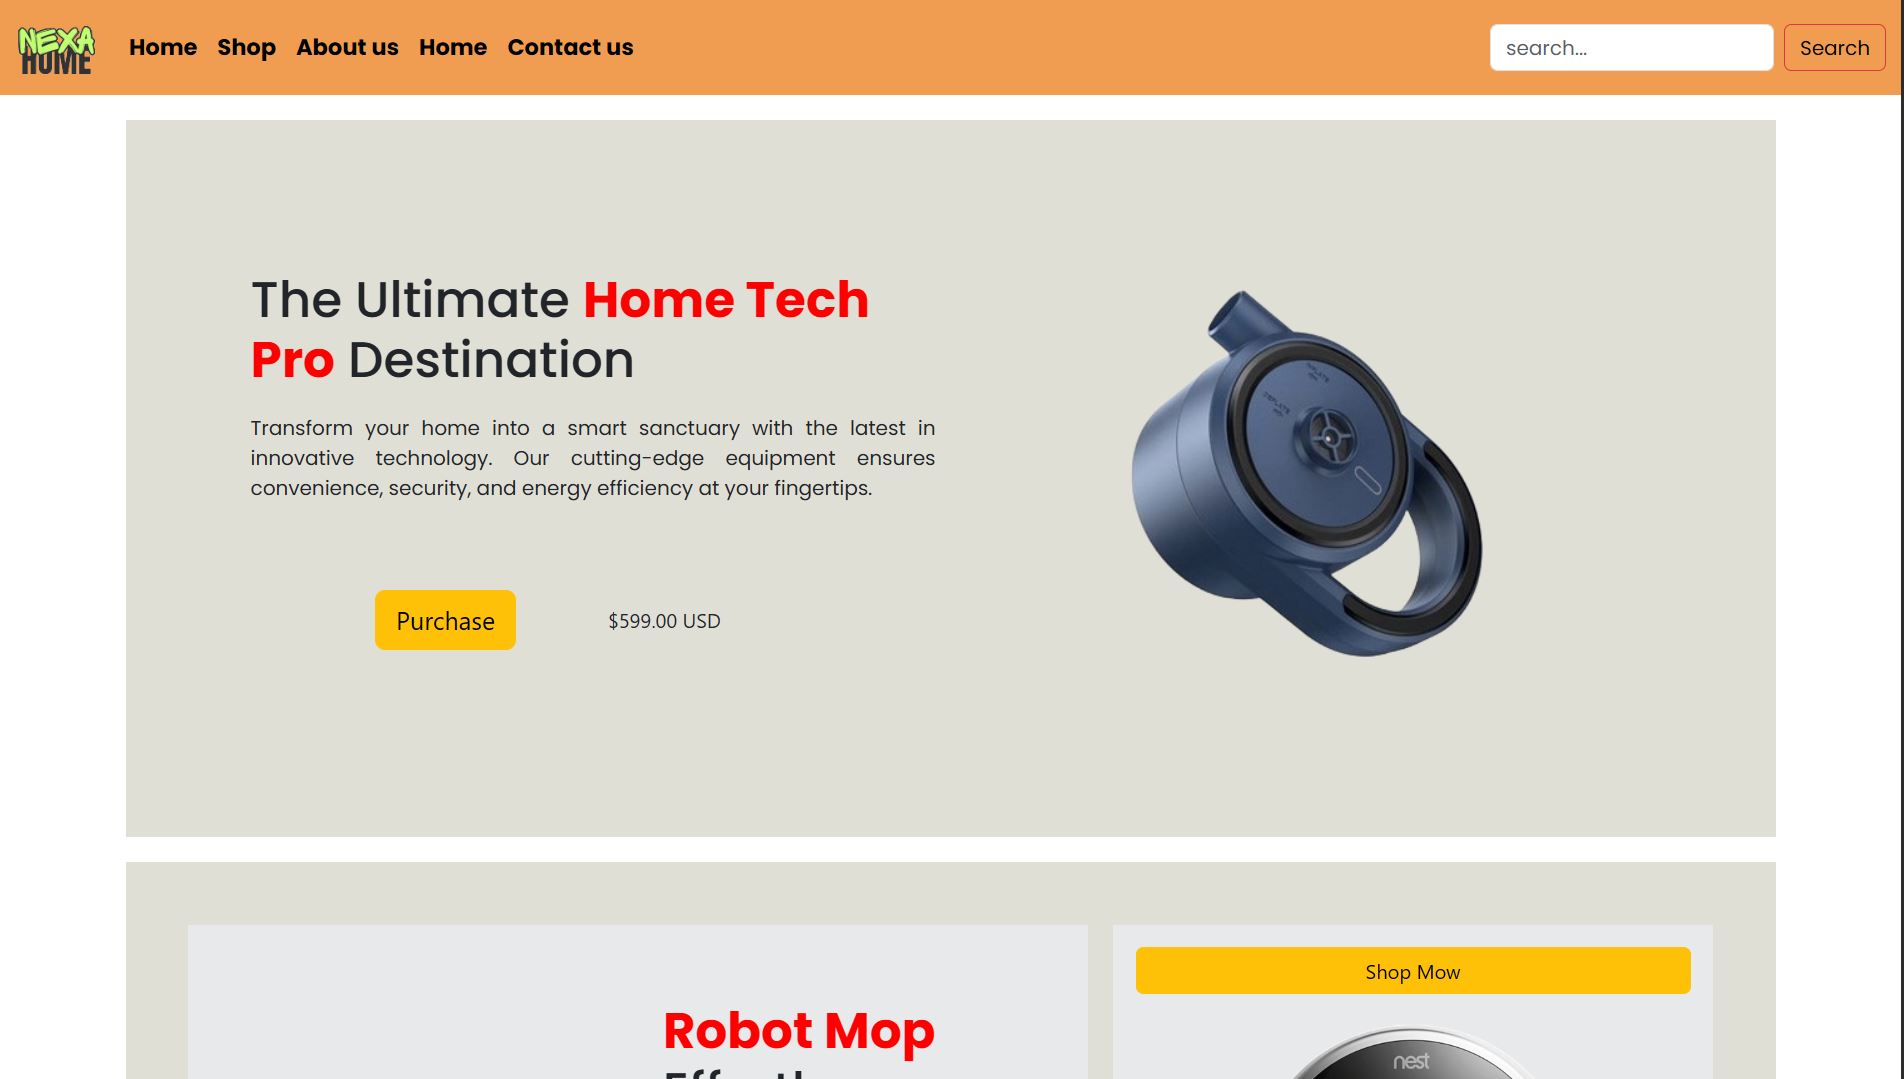 NEXA
HOME
Home Shop About us Home Contact us
search...
Search
The Ultimate Home Tech
Pro Destination
Transform your home into a smart sanctuary with the latest in
innovative technology. Our cutting-edge equipment ensures
convenience, security, and energy efficiency at your fingertips.
Purchase
$599.00 USD
Robot Mop
Shop Mow
nest